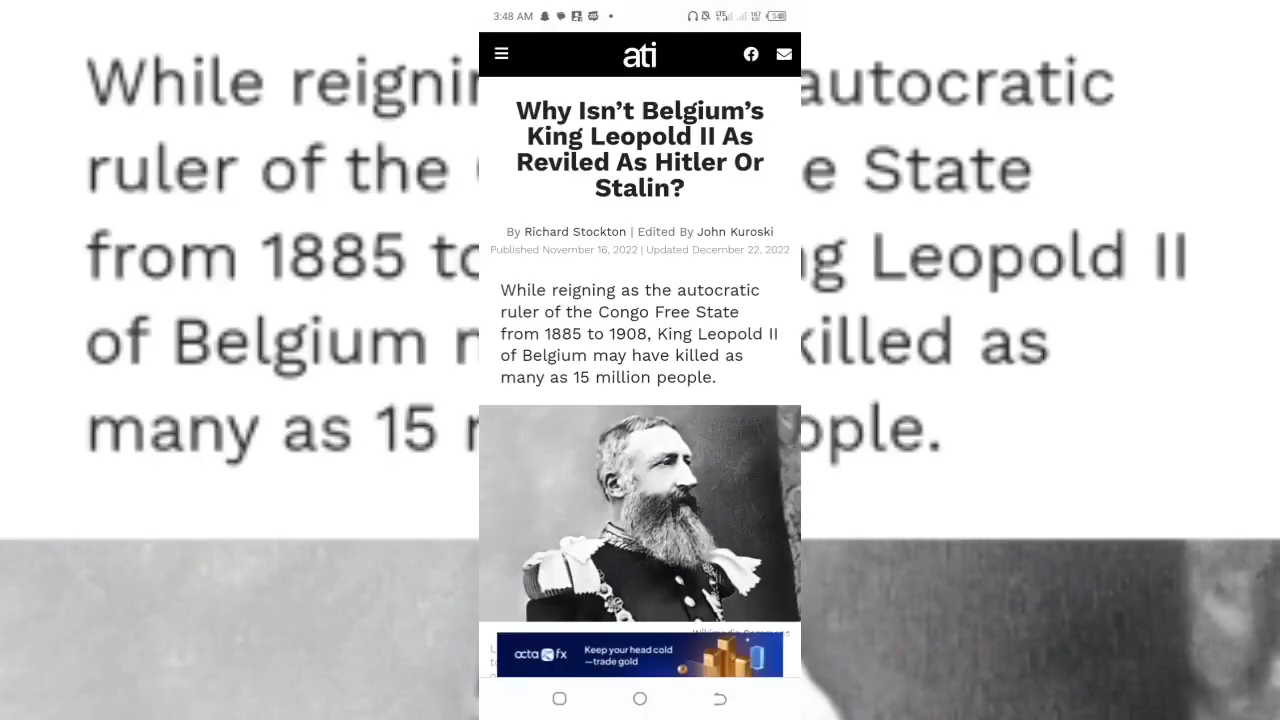 3:48 AM
ati
Why Isn't Belgium's
King Leopold II As
Reviled As Hitler Or
Stalin?
By Richard Stockton | Edited By John Kuroski
Published November 16, 2022 | Updated December 22, 2022
While reigning as the autocratic
ruler of the Congo Free State
from 1885 to 1908, King Leopold II
of Belgium may have killed as
many as 15 million people.
Wikimedia Commons
octa fx
Keep your head cold
—trade gold
While reignin
autocratic
ruler of the
e State
from 1885 to
ng Leopold II
of Belgium
killed as
many as 15
ople.